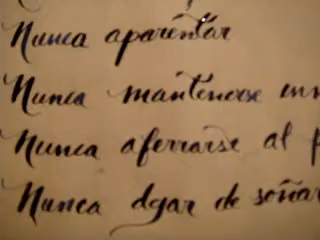 Nunca aparentar
Nunca mantenerse
Nunca aferrarse al
Nunca dejar de soñar